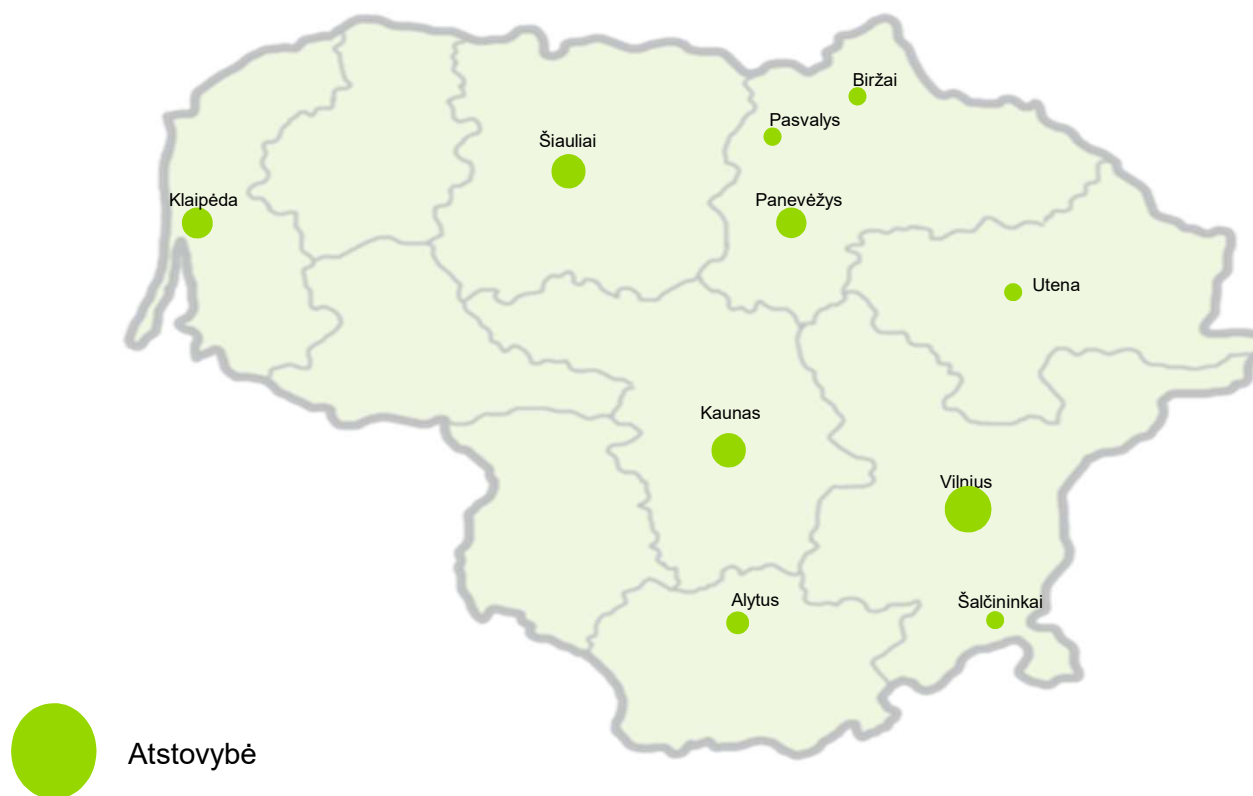 Biržai
Pasvalys
Šiauliai
Klaipėda
Panevėžys
Utena
Kaunas
Vilnius
Alytus
Šalčininkai
Atstovybė